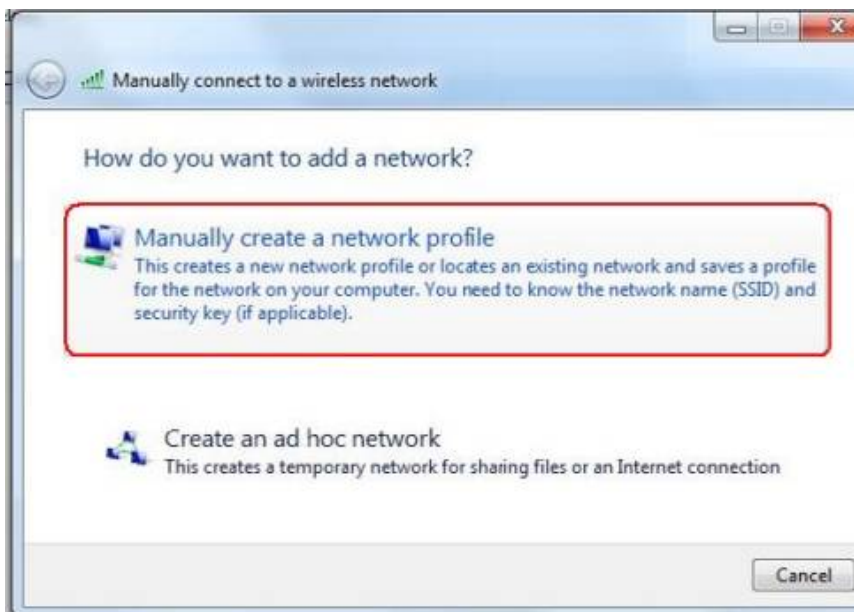 Manually connect to a wireless network
How do you want to add a network?
Manually create a network profile
This creates a new network profile or locates an existing network and saves a profile
for the network on your computer. You need to know the network name (SSID) and
security key (if applicable).
Create an ad hoc network
This creates a temporary network for sharing files or an Internet connection
Cancel